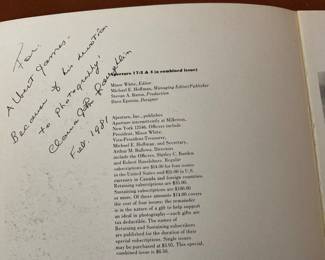 For
Albert James-
Because of his devotion
to Photography!
Clarence John Laughlin
Feb. 1981
Aperture 17:3 & 4 (a combined issue).
Minor White, Editor
Michael E. Hoffman, Managing Editor/Publisher
Steven A. Baron, Production
Dave Epstein, Designer
Aperture, Inc., publishes
Aperture intermittently at Millerton,
New York 12546. Officers include
President, Minor White,
Vice-President-Treasurer,
Michael E. Hoffman, and Secretary,
Arthur M. Bullowa. Directors
include the Officers, Shirley C. Burden
and Robert Handelsman. Regular
subscriptions are $14.00 for four issues
in the United States and $15 in U.S.
currency in Canada and foreign countries.
Retaining subscriptions are $35.00.
Sustaining subscriptions are $100.00
or more. Of these amounts $14.00 covers
the cost of four issues; the remainder
is in the nature of a gift to help support
an ideal in photography—such gifts are
tax deductible. The names of
Retaining and Sustaining subscribers
are published for the duration of their
special subscriptions. Single issues
may be purchased at $4.95. This special,
combined issue is $6.50.